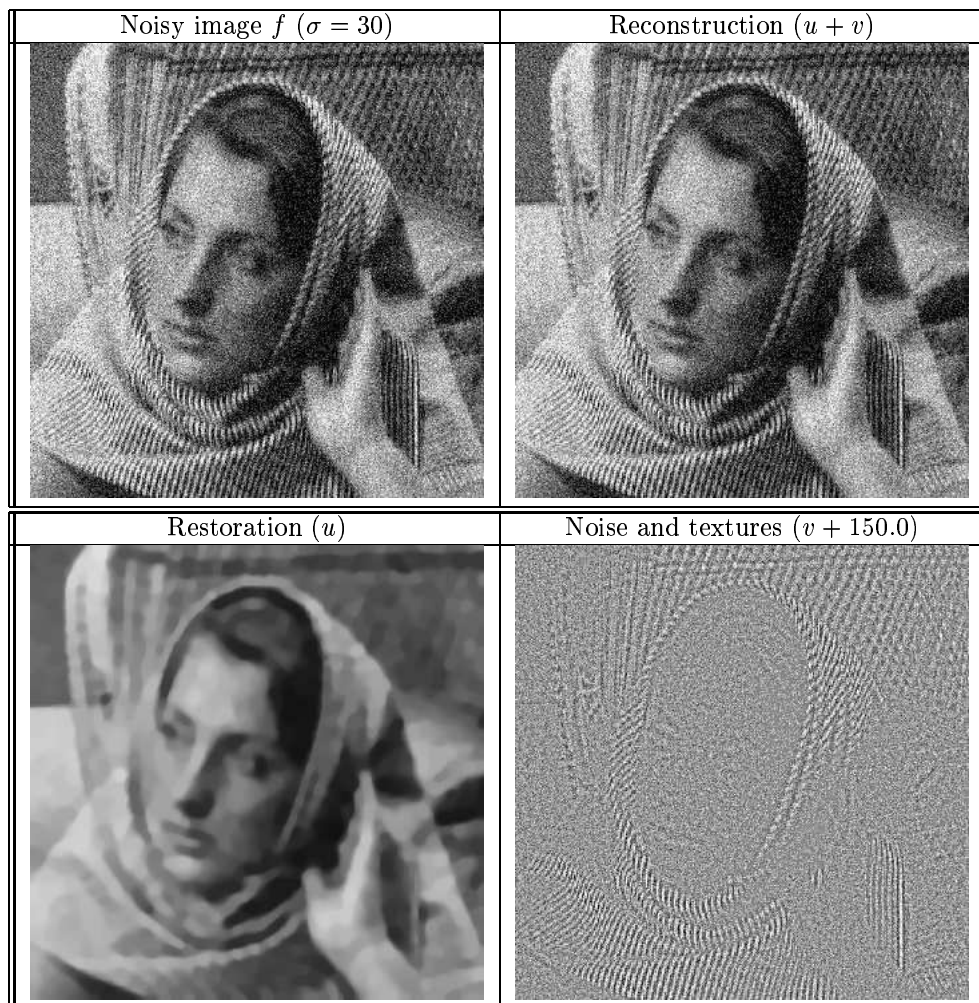 Noisy image f (σ = 30)
Reconstruction (u + v)
Restoration (u)
Noise and textures (v + 150.0)